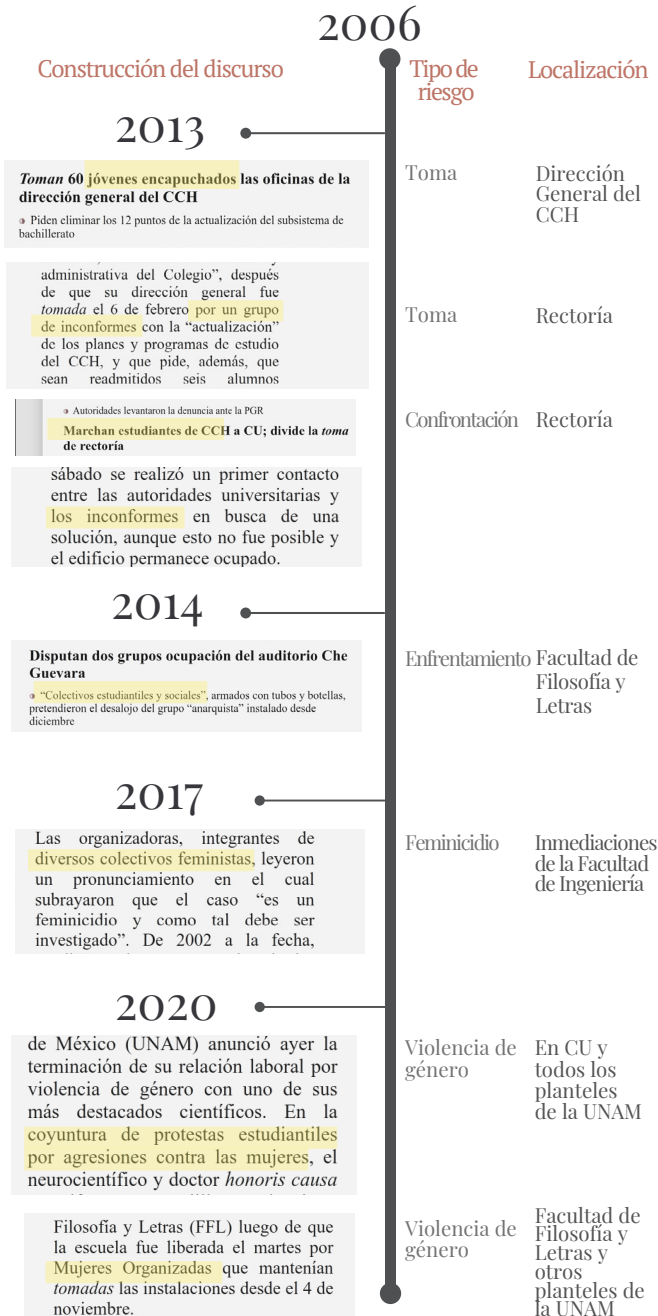 2006
Construcción del discurso
Tipo de
riesgo
Localización
2013
Toman 60 jóvenes encapuchados las oficinas de la
dirección general del CCH
Piden eliminar los 12 puntos de la actualización del subsistema de
bachillerato
Toma
Dirección
General del
CCH
administrativa del Colegio", después
de que su dirección general fue
tomada el 6 de febrero por un grupo
de inconformes con la "actualización"
de los planes y programas de estudio
del CCH, y que pide, además, que
sean readmitidos seis alumnos
Toma
Rectoría
Autoridades levantaron la denuncia ante la PGR
Marchan estudiantes de CCH a CU; divide la toma
de rectoría
Confrontación
Rectoría
sábado se realizó un primer contacto
entre las autoridades universitarias y
los inconformes en busca de una
solución, aunque esto no fue posible y
el edificio permanece ocupado.
2014
Disputan dos grupos ocupación del auditorio Che
Guevara
"Colectivos estudiantiles y sociales", armados con tubos y botellas,
pretendieron el desalojo del grupo "anarquista" instalado desde
diciembre
Enfrentamiento
Facultad de
Filosofía y
Letras
2017
Las organizadoras, integrantes de
diversos colectivos feministas, leyeron
un pronunciamiento en el cual
subrayaron que el caso "es un
feminicidio y como tal debe ser
investigado". De 2002 a la fecha,
Feminicidio
Inmediaciones
de la Facultad
de Ingeniería
2020
de México (UNAM) anunció ayer la
terminación de su relación laboral por
violencia de género con uno de sus
más destacados científicos. En la
coyuntura de protestas estudiantiles
por agresiones contra las mujeres, el
neurocientífico y doctor honoris causa
Violencia de
género
En CU y
todos los
planteles
de la UNAM
Filosofía y Letras (FFL) luego de que
la escuela fue liberada el martes por
Mujeres Organizadas que mantenían
tomadas las instalaciones desde el 4 de
noviembre.
Violencia de
género
Facultad de
Filosofía y
Letras y
otros
planteles de
la UNAM